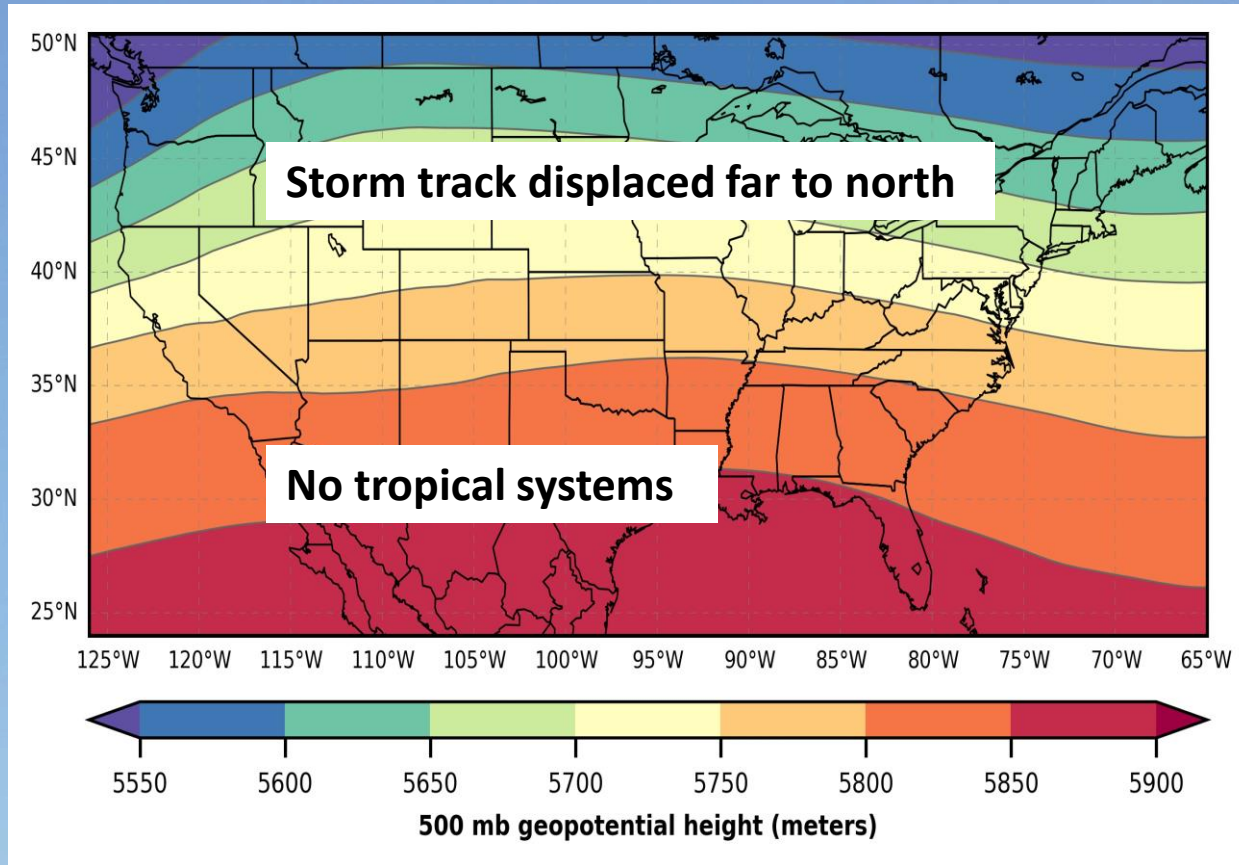 50°N
Storm track displaced far to north
45°N
40°N
35°N
No tropical systems
30°N
25°N
125°W 120°W 115°W 110°W 105°W 100°W 95°W 90°W 85°W 80°W 75°W 70°W 65°W
5550 5600 5650 5700 5750 5800 5850 5900
500 mb geopotential height (meters)